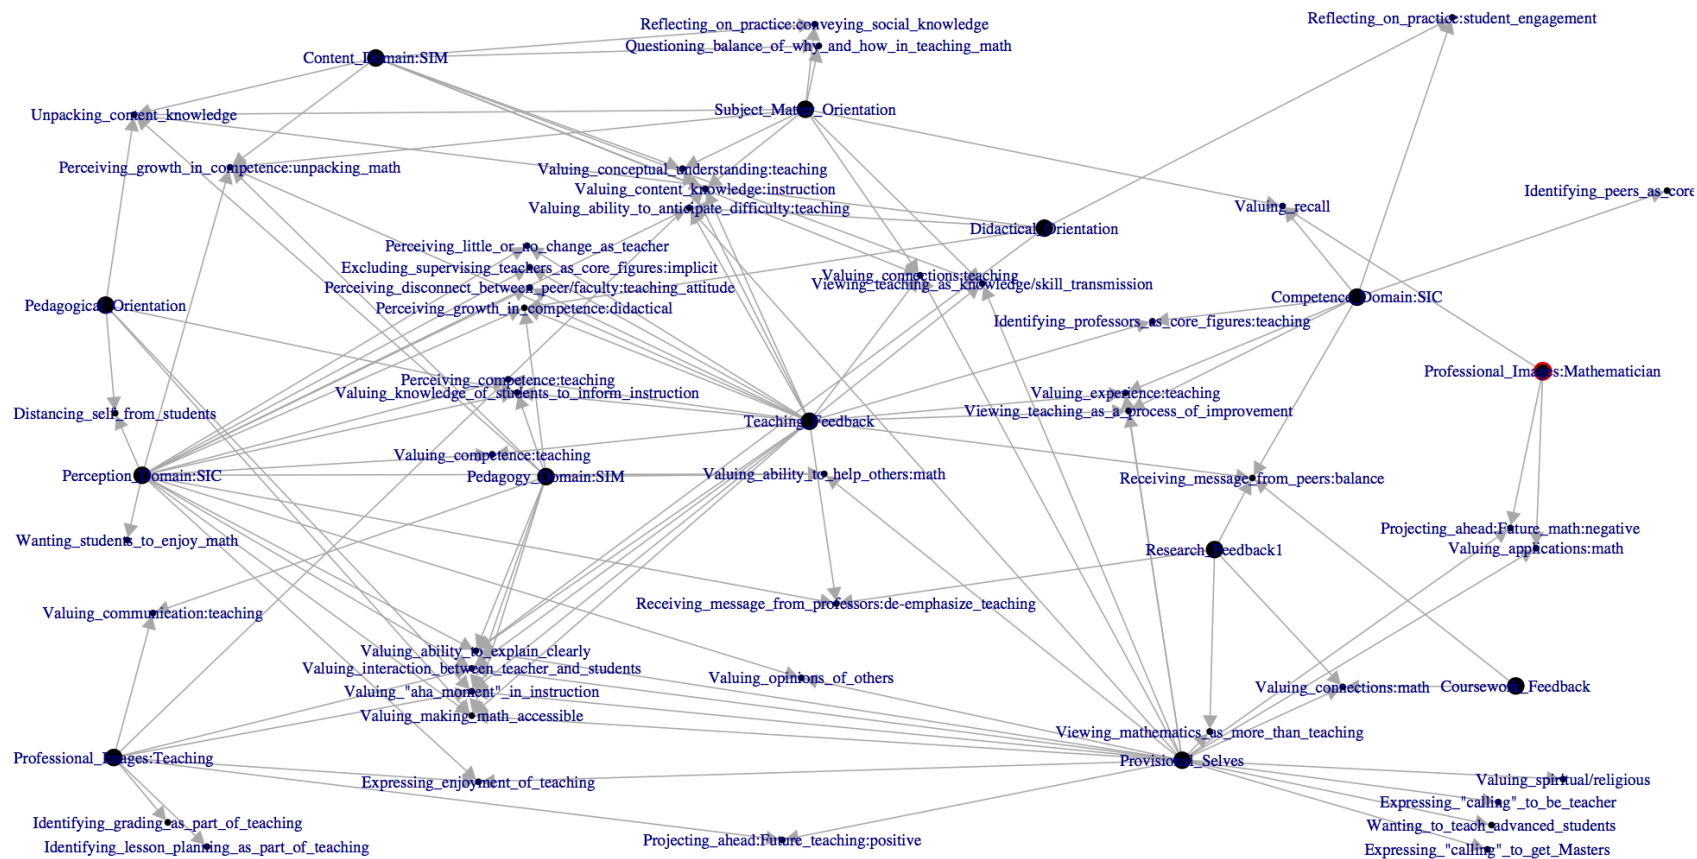 Reflecting_on_practice:conveying_social_knowledge
Reflecting_on_practice:student_engagement
Questioning_balance_of_why_and_how_in_teaching_math
Content_Domain:SIM
Unpacking_content_knowledge
Subject_Matter_Orientation
Perceiving_growth_in_competence:unpacking_math
Valuing_conceptual_understanding:teaching
Valuing_content_knowledge:instruction
Identifying_peers_as_core
Valuing_ability_to_anticipate_difficulty:teaching
Valuing_recall
Didactical_Orientation
Perceiving_little_or_no_change_as_teacher
Excluding_supervising_teachers_as_core_figures:implicit
Valuing_connections:teaching
Viewing_teaching_as_knowledge/skill_transmission
Perceiving_disconnect_between_peer/faculty:teaching_attitude
Competence_Domain:SIC
Pedagogical_Orientation
Perceiving_growth_in_competence:didactical
Identifying_professors_as_core_figures:teaching
Professional_Images:Mathematician
Perceiving_competence:teaching
Valuing_knowledge_of_students_to_inform_instruction
Valuing_experience:teaching
Viewing_teaching_as_a_process_of_improvement
Distancing_self_from_students
Teaching_Feedback
Valuing_competence:teaching
Perception_Domain:SIC
Pedagogy_Domain:SIM
Valuing_ability_to_help_others:math
Receiving_message_from_peers:balance
Projecting_ahead:Future_math:negative
Wanting_students_to_enjoy_math
Valuing_applications:math
Research_Feedback1
Receiving_message_from_professors:de-emphasize_teaching
Valuing_communication:teaching
Valuing_ability_to_explain_clearly
Valuing_interaction_between_teacher_and_students
Valuing_opinions_of_others
Valuing_connections:math
Coursework_Feedback
Valuing_"aha_moment"_in_instruction
Valuing_making_math_accessible
Viewing_mathematics_as_more_than_teaching
Professional_Images:Teaching
Provisional_Selves
Expressing_enjoyment_of_teaching
Valuing_spiritual/religious
Expressing_"calling"_to_be_teacher
Identifying_grading_as_part_of_teaching
Wanting_to_teach_advanced_students
Projecting_ahead:Future_teaching:positive
Identifying_lesson_planning_as_part_of_teaching
Expressing_"calling"_to_get_Masters